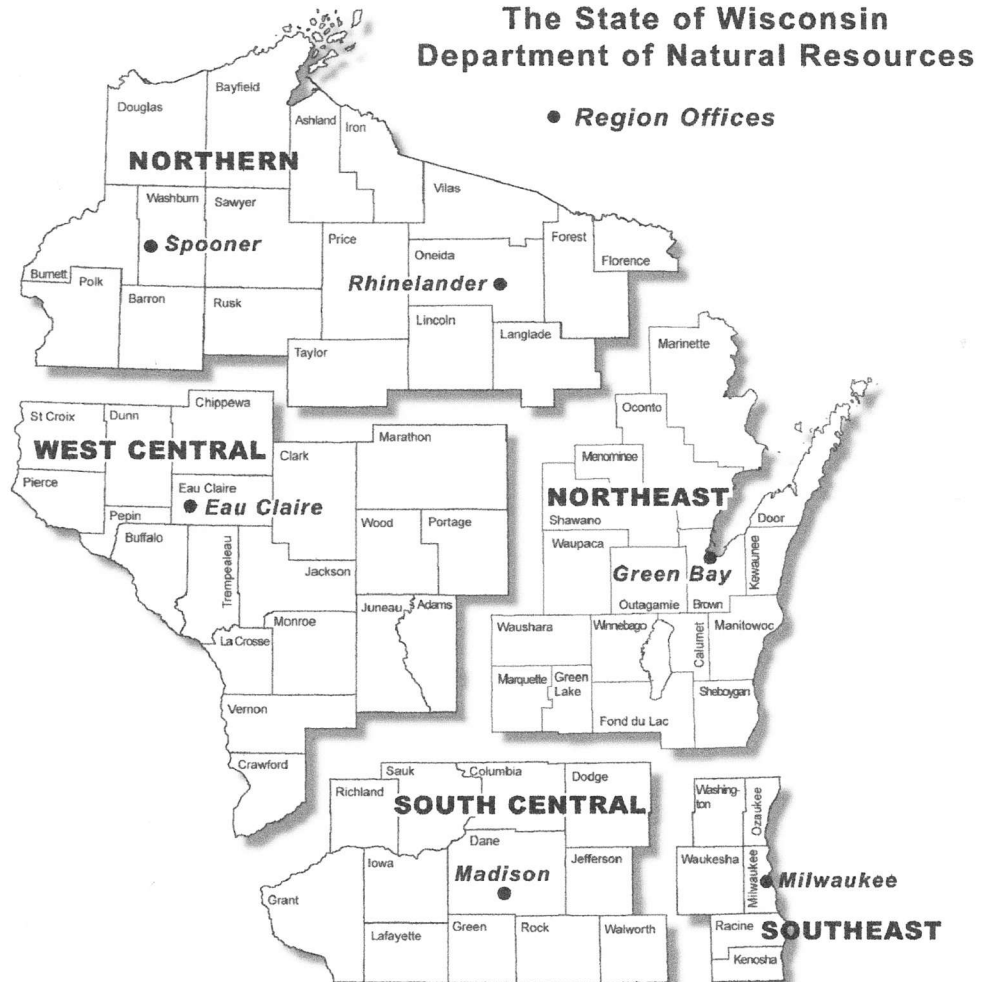 The State of Wisconsin
Department of Natural Resources
● Region Offices
Douglas
Bayfield
Ashland
Iron
NORTHERN
Vilas
Washburn
Sawyer
Spooner
Price
Oneida
Forest
Florence
Burnett
Polk
Rhinelander
Barron
Rusk
Lincoln
Langlade
Taylor
Marinette
Chippewa
St Croix
Dunn
Oconto
WEST CENTRAL
Clark
Marathon
Menominee
Pierce
Eau Claire
Eau Claire
NORTHEAST
Pepin
Buffalo
Wood
Portage
Shawano
Door
Waupaca
Trempealeau
Jackson
Green Bay
Kewaunee
Juneau
Adams
Outagamie
Brown
La Crosse
Monroe
Waushara
Winnebago
Calumet
Manitowoc
Marquette
Green
Lake
Sheboygan
Vernon
Fond du Lac
Crawford
Sauk
Columbia
Dodge
Richland
SOUTH CENTRAL
Washing-
ton
Ozaukee
Dane
Iowa
Jefferson
Waukesha
Madison
Milwaukee
Milwaukee
Grant
Lafayette
Green
Rock
Walworth
Racine
SOUTHEAST
Kenosha